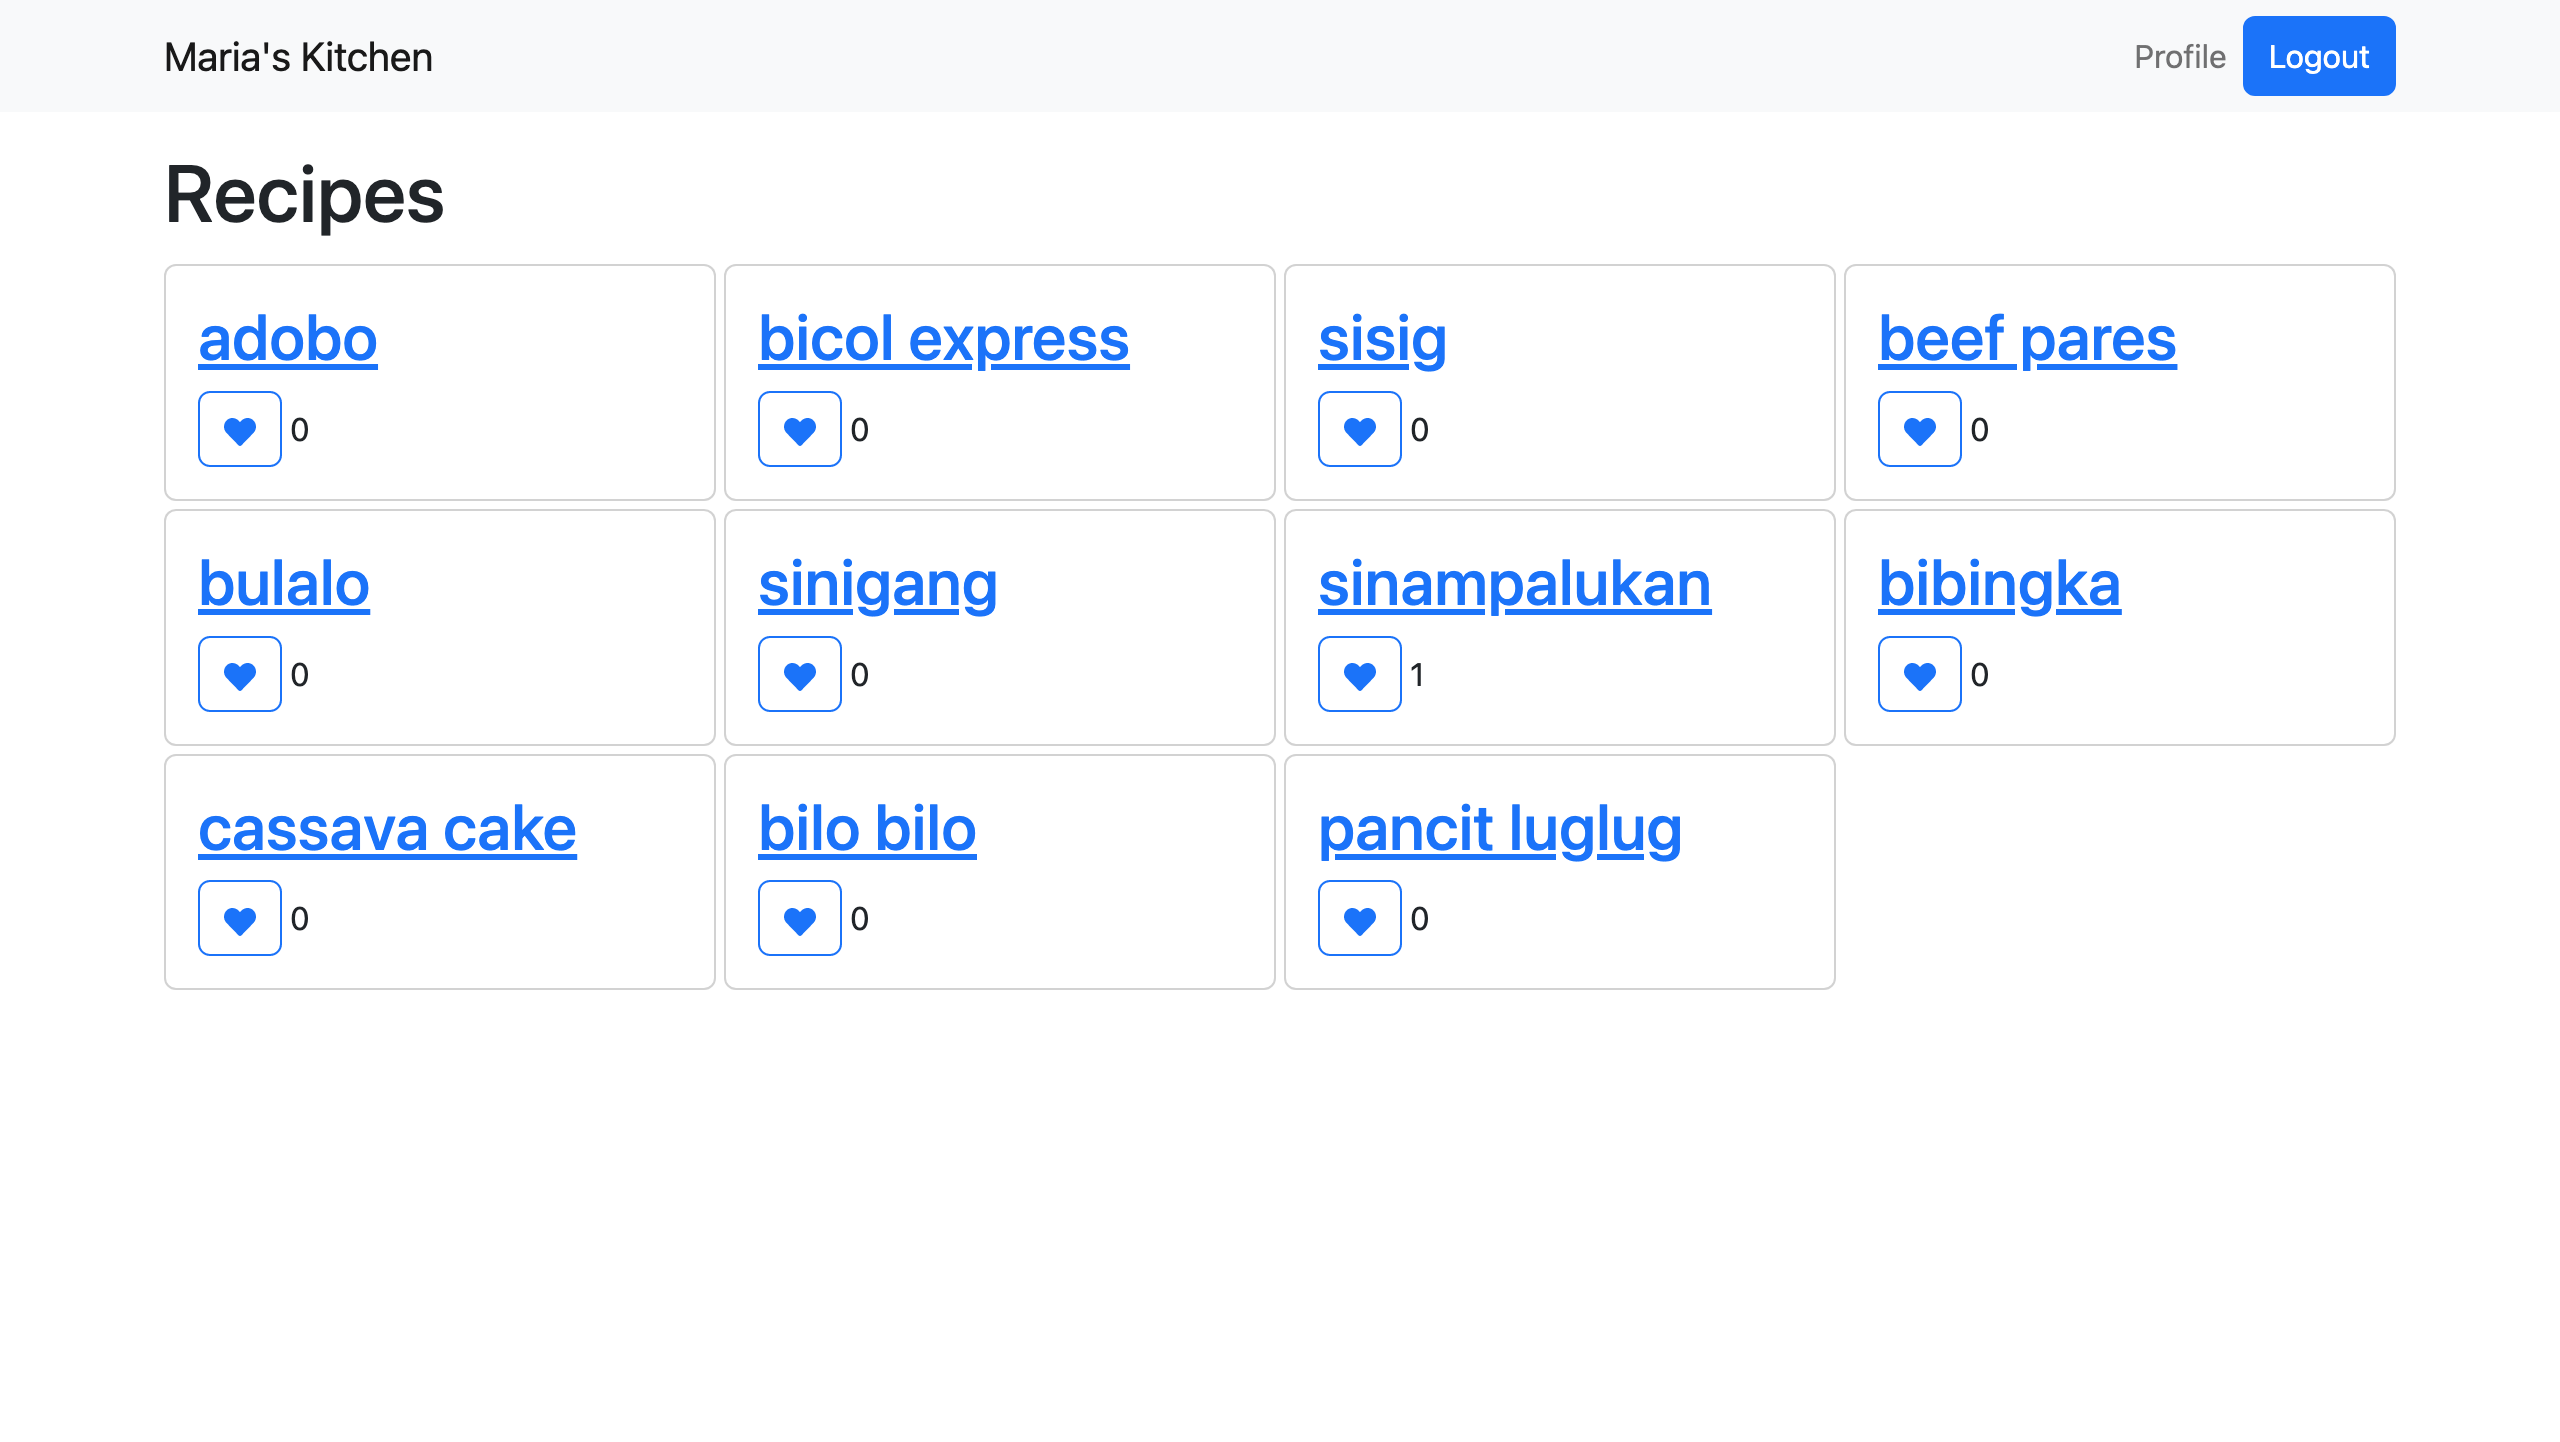 Maria's Kitchen
Profile
Logout
Recipes
adobo
0
bicol express
0
sisig
0
beef pares
0
bulalo
0
sinigang
0
sinampalukan
1
bibingka
0
cassava cake
0
bilo bilo
0
pancit luglug
0